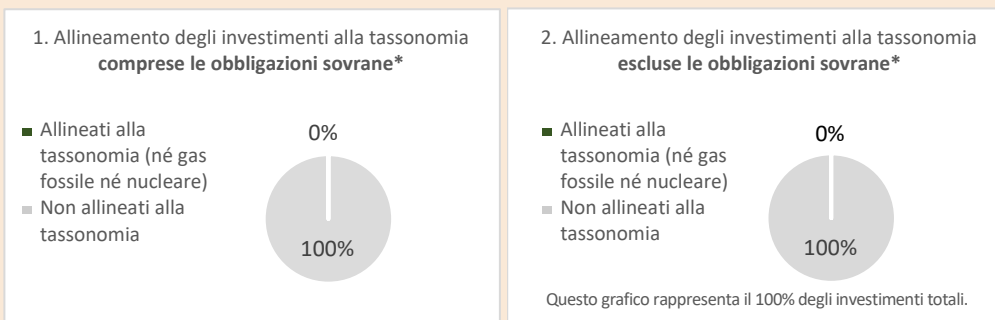 1. Allineamento degli investimenti alla tassonomia
comprese le obbligazioni sovrane*
Allineati alla
tassonomia (né gas
fossile né nucleare)
Non allineati alla
tassonomia
0%
100%
2. Allineamento degli investimenti alla tassonomia
escluse le obbligazioni sovrane*
Allineati alla
tassonomia (né gas
fossile né nucleare)
Non allineati alla
tassonomia
0%
100%
Questo grafico rappresenta il 100% degli investimenti totali.